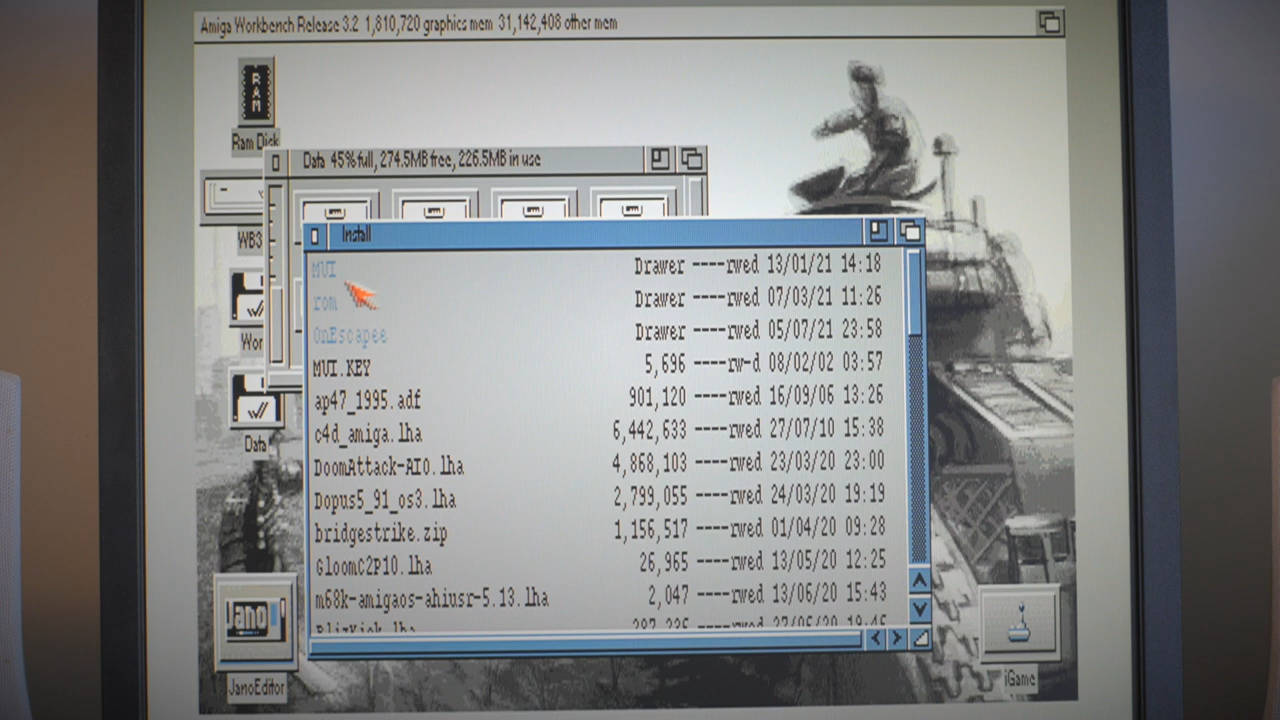 Amiga Workbench Release 3.2 1,810,720 graphics mem 31,142,408 other mem
RAM
Ram Disk
Data 45% full, 274.5MB free, 226.5MB in use
WB3
Install
MUI Drawer ----rwed 13/01/21 14:18
rom Drawer ----rwed 07/03/21 11:26
OnEscapee Drawer ----rwed 05/07/21 23:58
MUI.KEY 5,696 ----rw-d 08/02/02 03:57
Wor
ap47_1995.adf 901,120 ----rwed 16/09/06 13:26
c4d_amiga.lha 6,442,633 ----rwed 27/07/10 15:38
Data
DoomAttack-AIO.lha 4,868,103 ----rwed 23/03/20 23:00
Dopus5_91_os3.lha 2,799,055 ----rwed 24/03/20 19:19
bridgestrike.zip 1,156,517 ----rwed 01/04/20 09:28
GloomC2P10.lha 26,965 ----rwed 13/05/20 12:25
m68k-amigaos-ahiusr-5.13.lha 2,047 ----rwed 13/06/20 15:43
BlizKick.lha ----rwed
Jano
JanoEditor
iGame